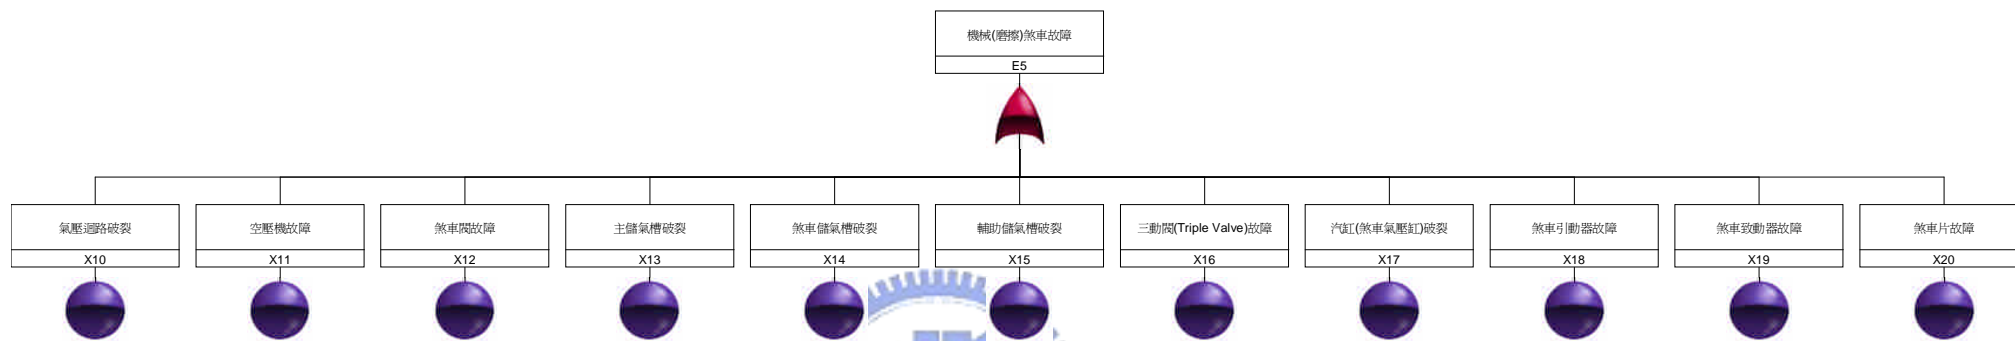 機械(磨擦)煞車故障
E5
氣壓迴路破裂
X10
空壓機故障
X11
煞車閥故障
X12
主儲氣槽破裂
X13
煞車儲氣槽破裂
X14
輔助儲氣槽破裂
X15
三動閥(Triple Valve)故障
X16
汽缸(煞車氣壓缸)破裂
X17
煞車引動器故障
X18
煞車致動器故障
X19
煞車片故障
X20